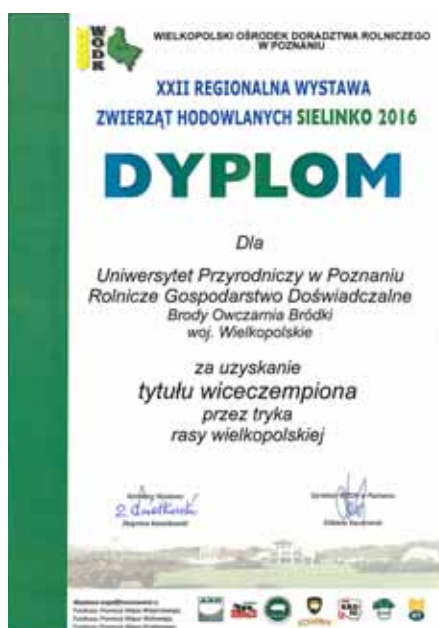 WODR
WIELKOPOLSKI OŚRODEK DORADZTWA ROLNICZEGO
W POZNANIU
XXII REGIONALNA WYSTAWA
ZWIERZĄT HODOWLANYCH SIELINKO 2016
DYPLOM
Dla
Uniwersytet Przyrodniczy w Poznaniu
Rolnicze Gospodarstwo Doświadczalne
Brody Owczarnia Bródki
woj. Wielkopolskie
za uzyskanie
tytułu wiceczempiona
przez tryka
rasy wielkopolskiej